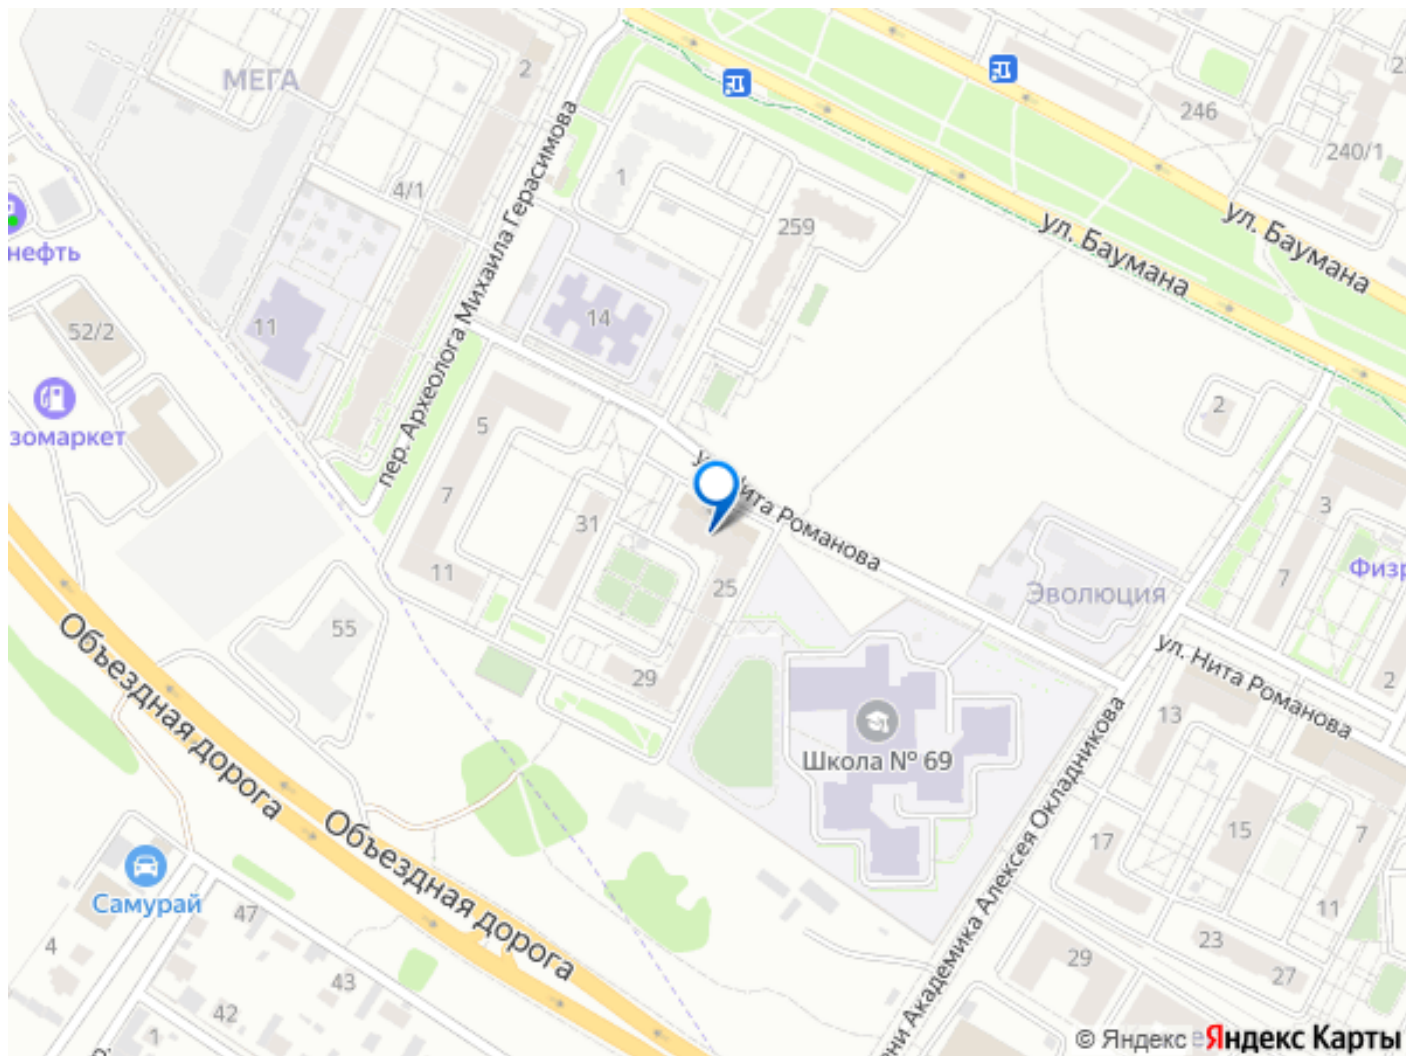 МЕГА
2
246
240/1
4/1
1
259
ул. Баумана
ул. Баумана
пер. Археолога Михаила Герасимова
нефть
11
14
52/2
зомаркет
5
2
7
31
3
Нита Романова
25
7
Физр
Эволюция
11
55
29
ул. Нита Романова
2
13
Объездная дорога
Школа № 69
15
7
17
Объездная дорога
Академика Алексея Окладникова
Самурай
47
11
4
23
29
27
43
42
1
© Яндекс
Яндекс Карты